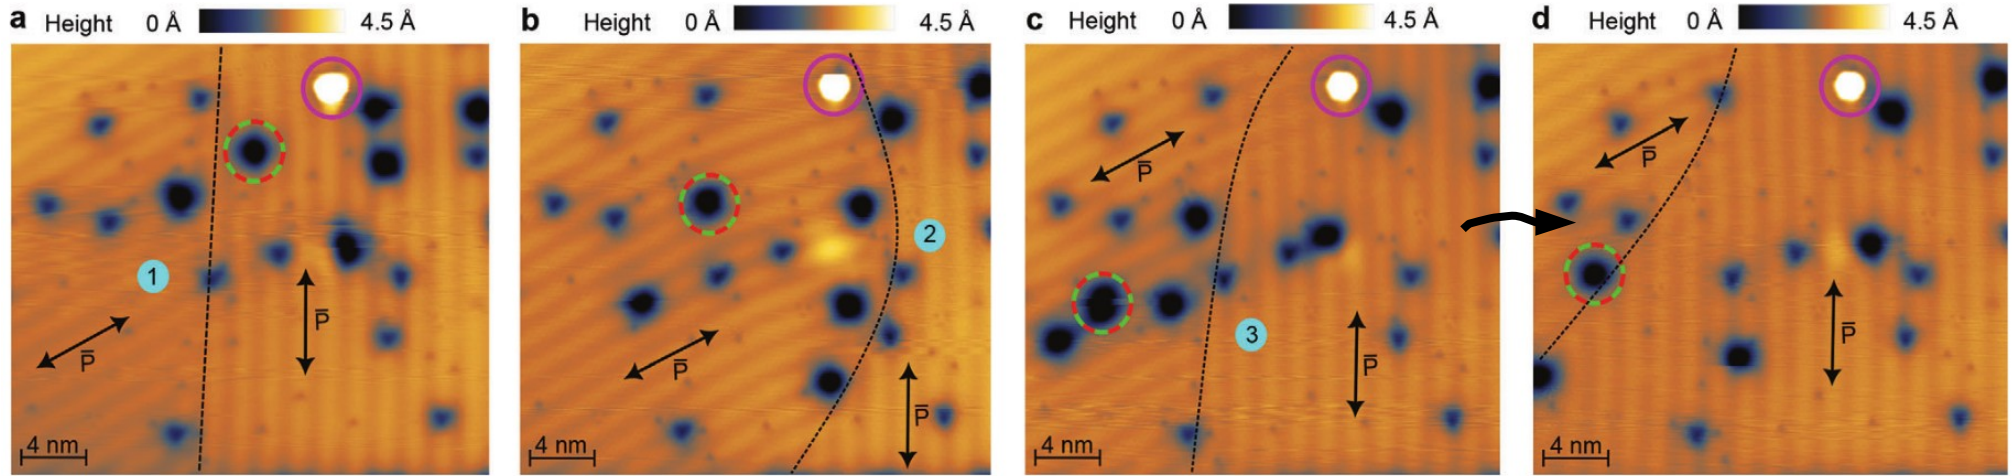 a Height 0 Å 4.5 Å
b Height 0 Å 4.5 Å
c Height 0 Å 4.5 Å
d Height 0 Å 4.5 Å
1
P̅
P̅
4 nm
2
P̅
P̅
4 nm
P̅
3
P̅
4 nm
P̅
P̅
4 nm